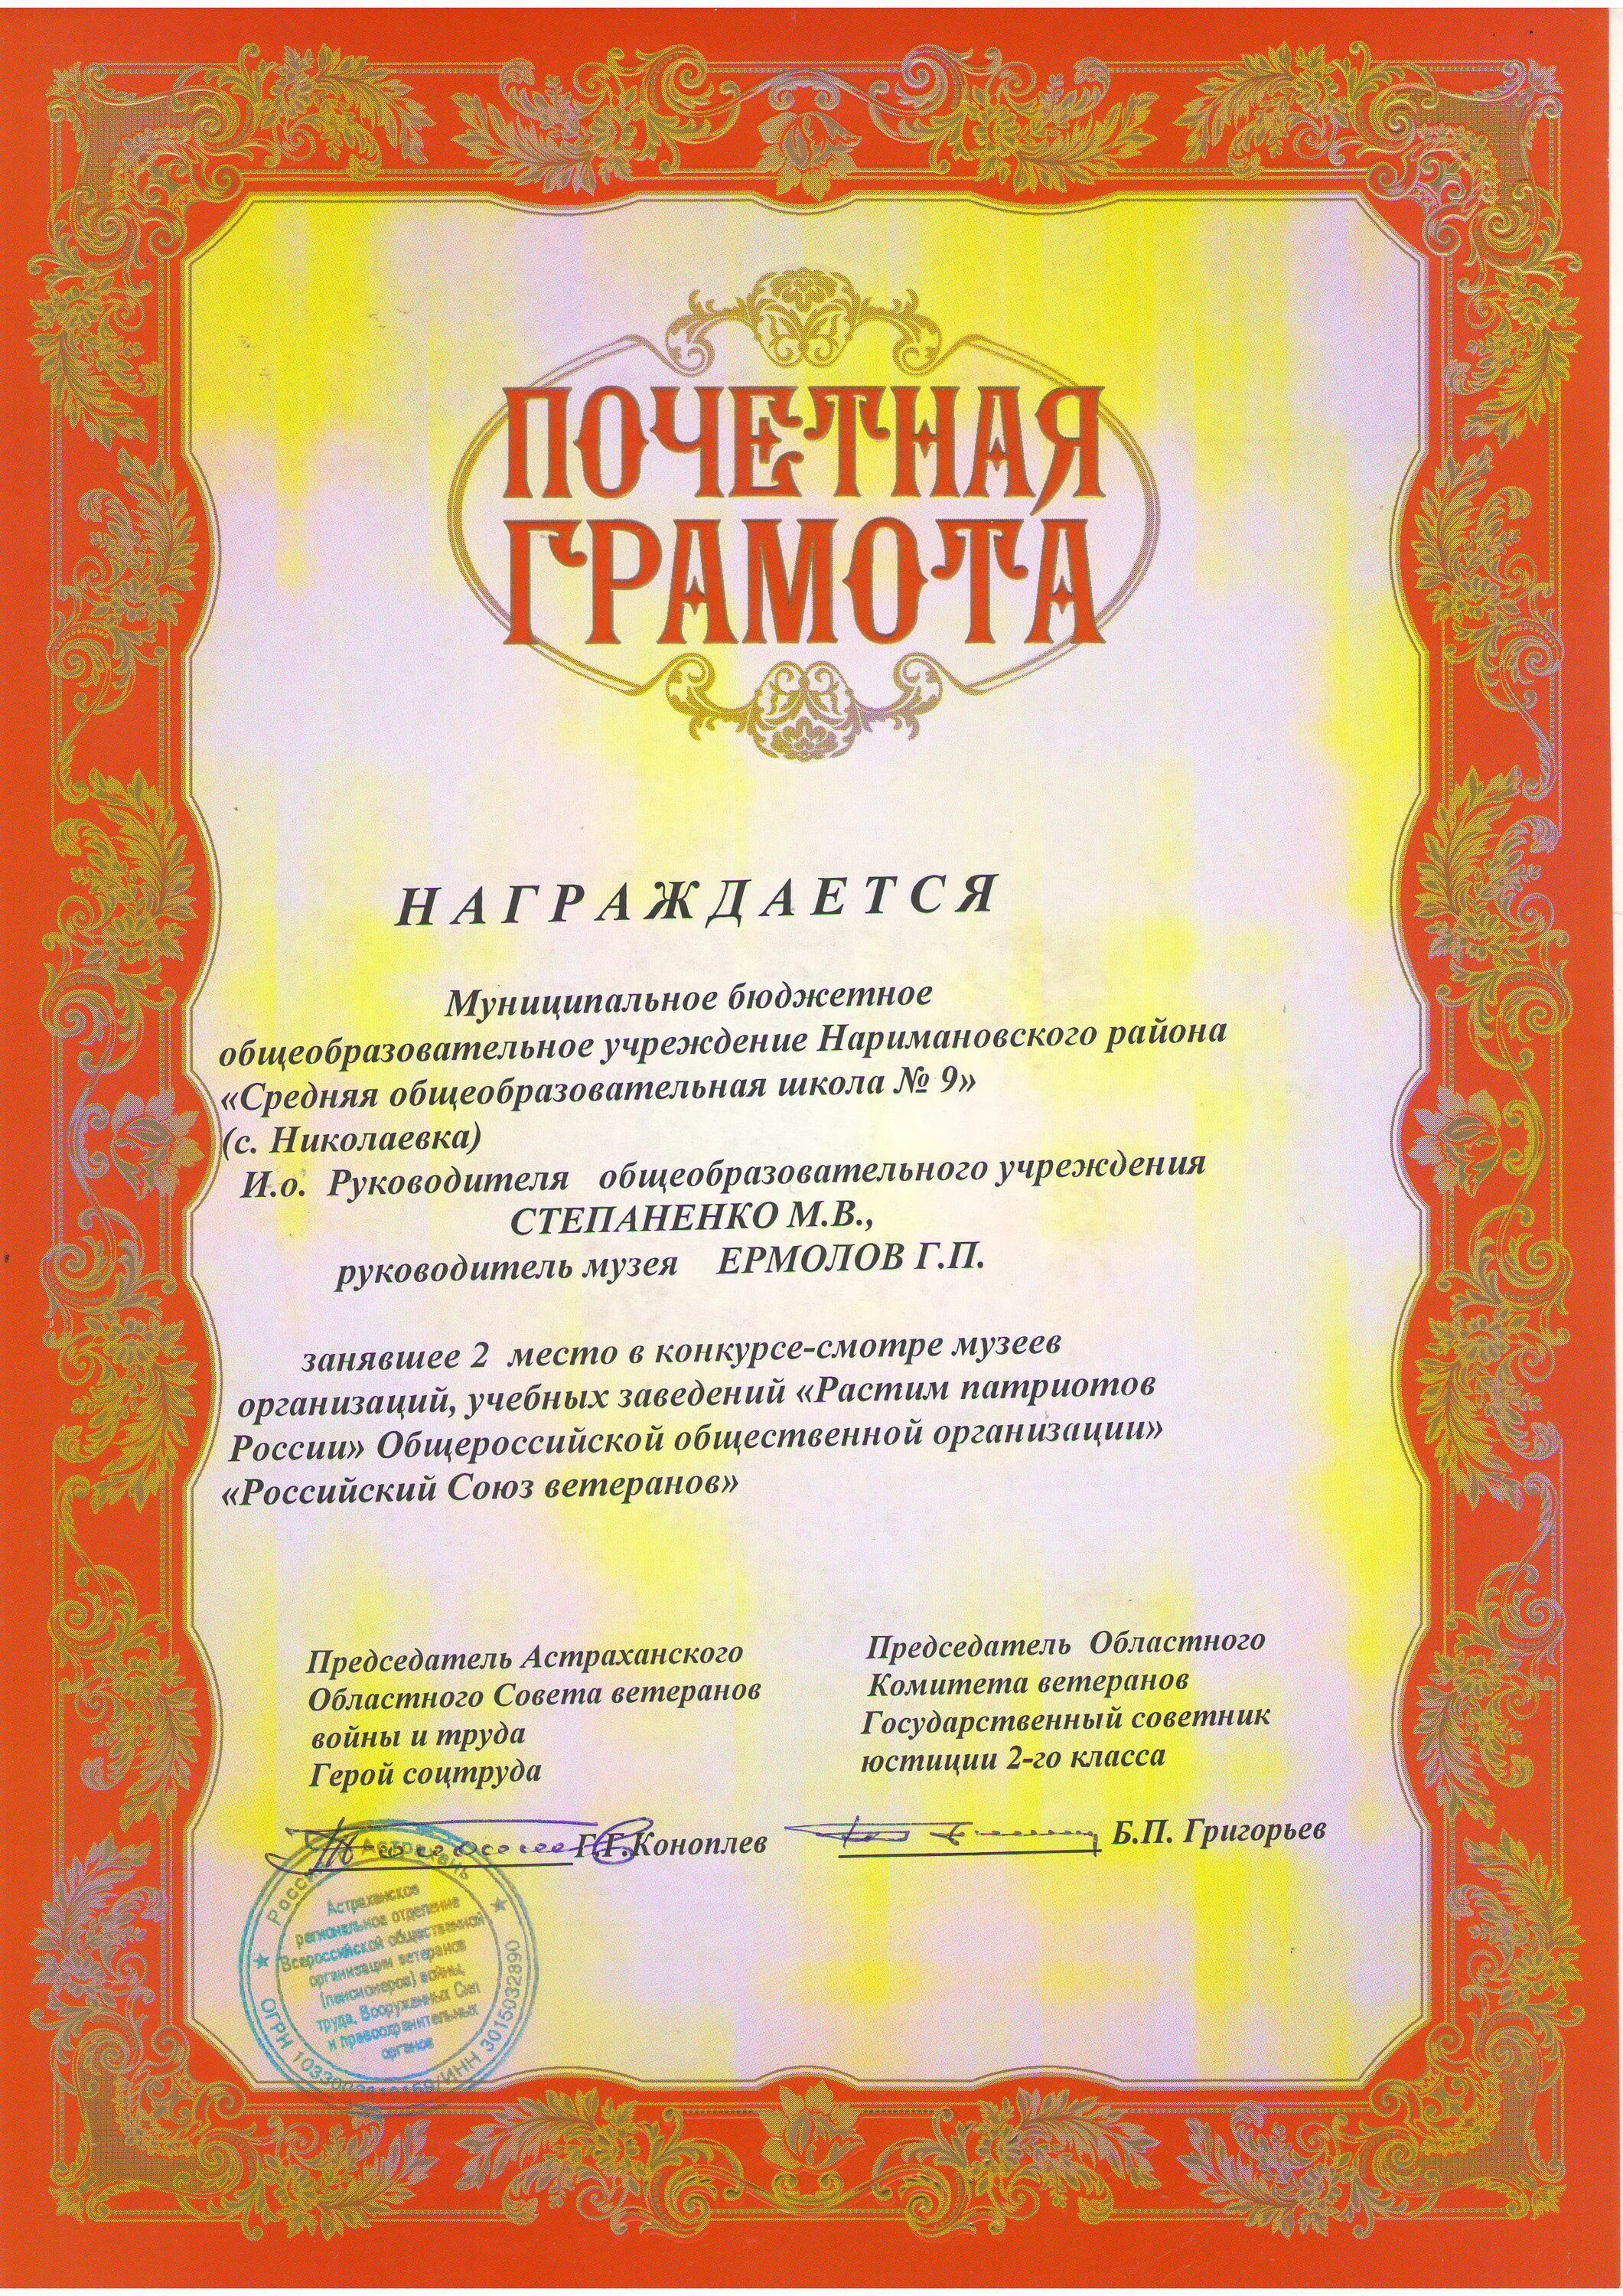 ПОЧЕТНАЯ
ГРАМОТА
НАГРАЖДАЕТСЯ
Муниципальное бюджетное
общеобразовательное учреждение Наримановского района
«Средняя общеобразовательная школа № 9»
(с. Николаевка)
И.о. Руководителя общеобразовательного учреждения
СТЕПАНЕНКО М.В.,
руководитель музея ЕРМОЛОВ Г.П.
занявшее 2 место в конкурсе-смотре музеев
организаций, учебных заведений «Растим патриотов
России» Общероссийской общественной организации»
«Российский Союз ветеранов»
Председатель Астраханского
Областного Совета ветеранов
войны и труда
Герой соцтруда
Г.Г.Коноплев
Председатель Областного
Комитета ветеранов
Государственный советник
юстиции 2-го класса
Б.П. Григорьев
Астраханское
региональное отделение
Всероссийской общественной
организации ветеранов
(пенсионеров) войны,
труда, Вооруженных Сил
и правоохранительных
органов
ОГРН
ИНН 3015032890